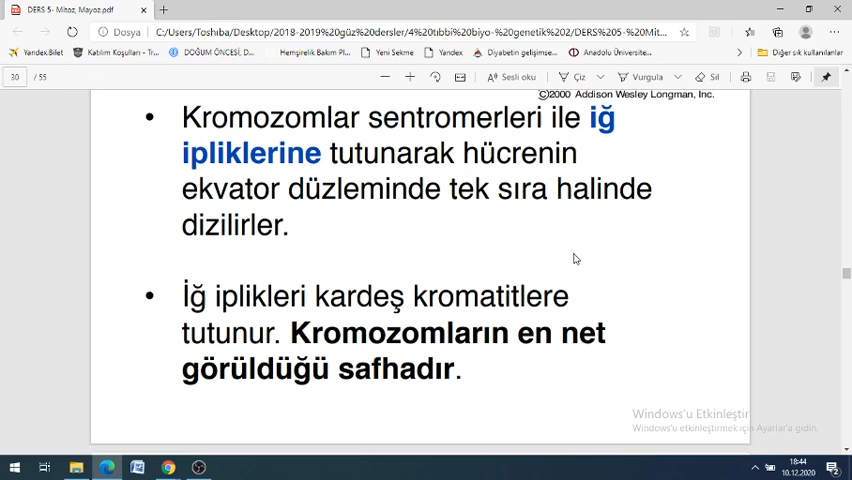 DERS 5- Mitoz, Mayoz.pdf
Dosya
C:/Users/Toshıba/Desktop/2018-2019%20güz%20dersler/4%20tıbbi%20biyo-%20genetik%202/DERS%205-%20Mit...
Yandex.Bilet
Katılım Koşulları - Tr...
DOĞUM ÖNCESİ, D...
Hemşirelik Bakım Pl...
Yeni Sekme
Yandex
Diyabetin gelişimse...
Anadolu Üniversite...
Diğer sık kullanılanlar
30 / 55
Sesli oku
Çiz
Vurgula
Sil
©2000 Addison Wesley Longman, Inc.
• Kromozomlar sentromerleri ile iğ
ipliklerine tutunarak hücrenin
ekvator düzleminde tek sıra halinde
dizilirler.
• İğ iplikleri kardeş kromatitlere
tutunur. Kromozomların en net
görüldüğü safhadır.
Windows'u Etkinleştir
Windows'u etkinleştirmek için Ayarlar'a gidin.
18:44
10.12.2020
2